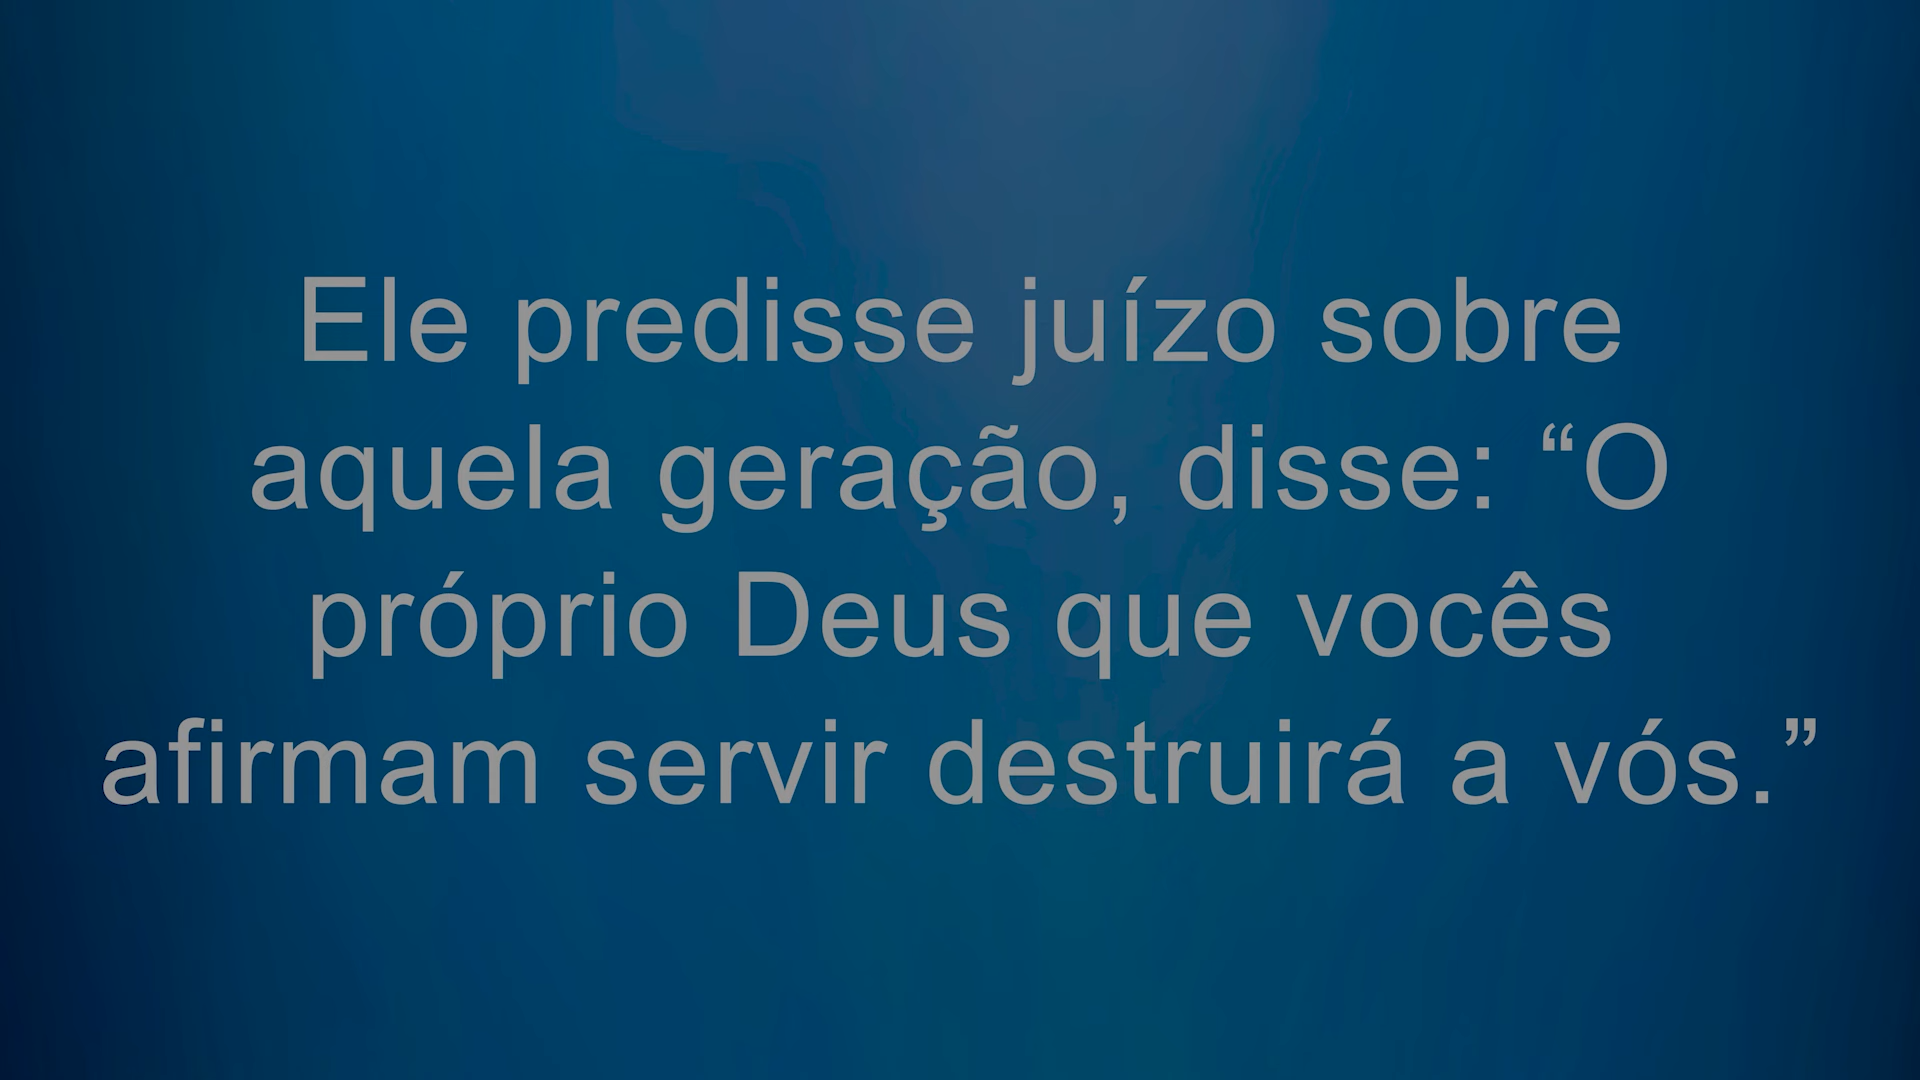 Ele predisse juízo sobre
aquela geração, disse: “O
próprio Deus que vocês
afirmam servir destruirá a vós.”